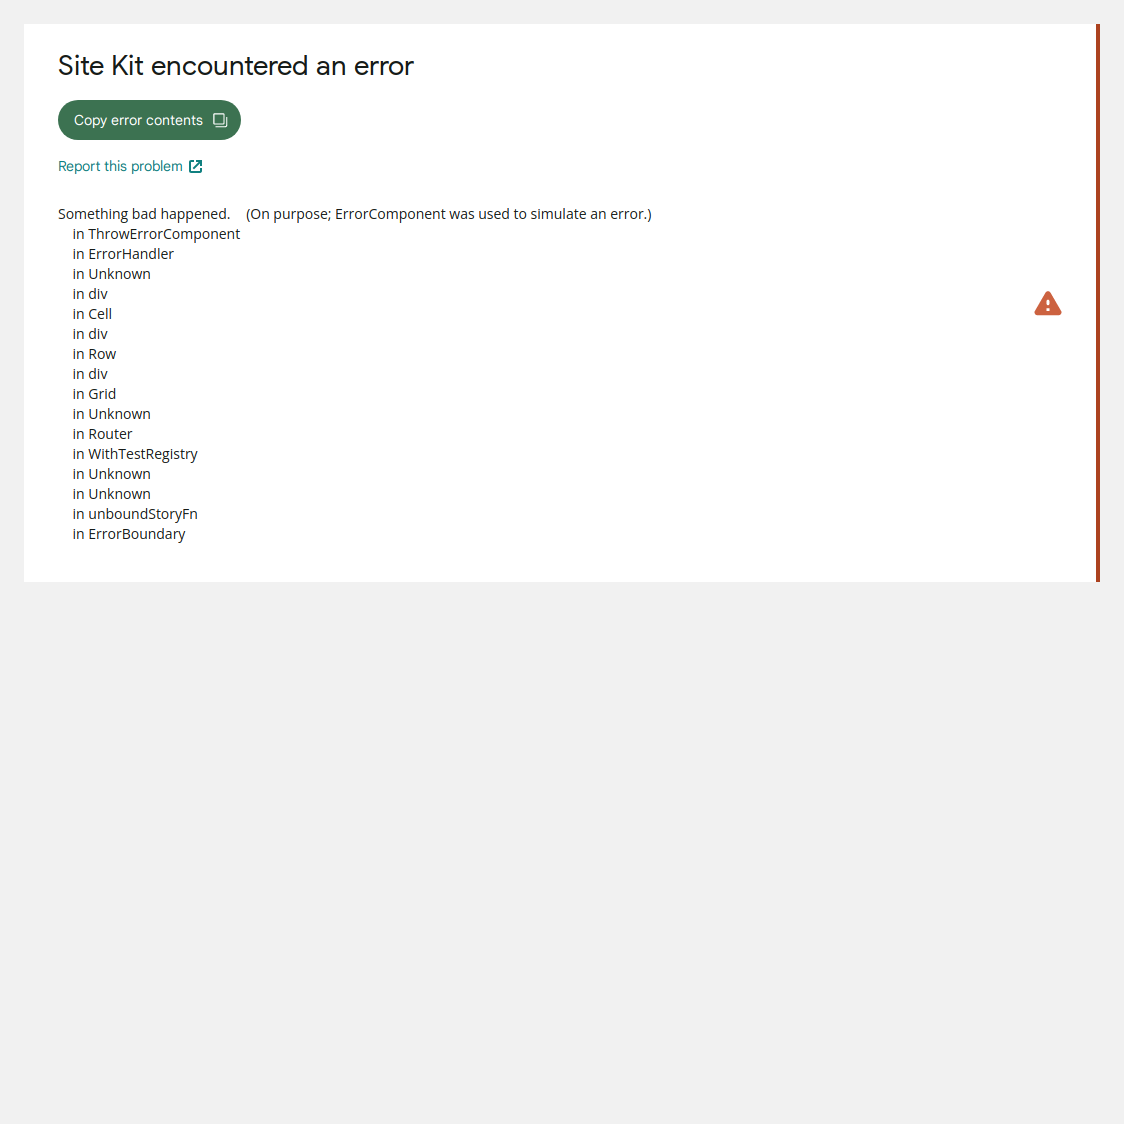 Site Kit encountered an error
Copy error contents
Report this problem
Something bad happened. (On purpose; ErrorComponent was used to simulate an error.)
in ThrowErrorComponent
in ErrorHandler
in Unknown
in div
in Cell
in div
in Row
in div
in Grid
in Unknown
in Router
in WithTestRegistry
in Unknown
in Unknown
in unboundStoryFn
in ErrorBoundary